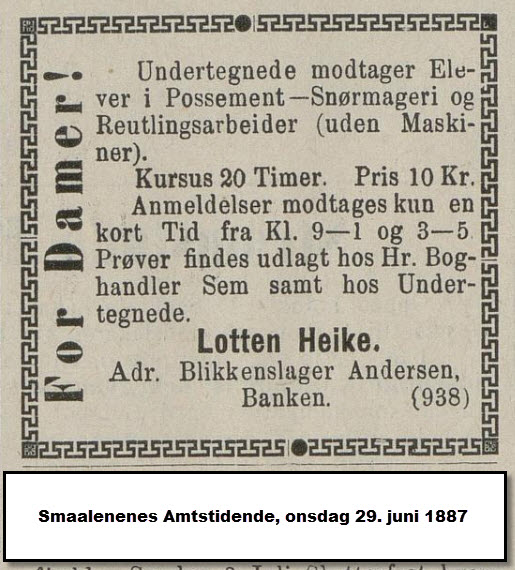 For Damer!
Undertegnede modtager Ele-
ver i Possement—Snørmageri og
Reutlingsarbeider (uden Maski-
ner).
Kursus 20 Timer. Pris 10 Kr.
Anmeldelser modtages kun en
kort Tid fra Kl. 9—1 og 3—5.
Prøver findes udlagt hos Hr. Bog-
handler Sem samt hos Under-
tegnede.
Lotten Heike.
Adr. Blikkenslager Andersen,
Banken. (938)
Smaalenenes Amtstidende, onsdag 29. juni 1887